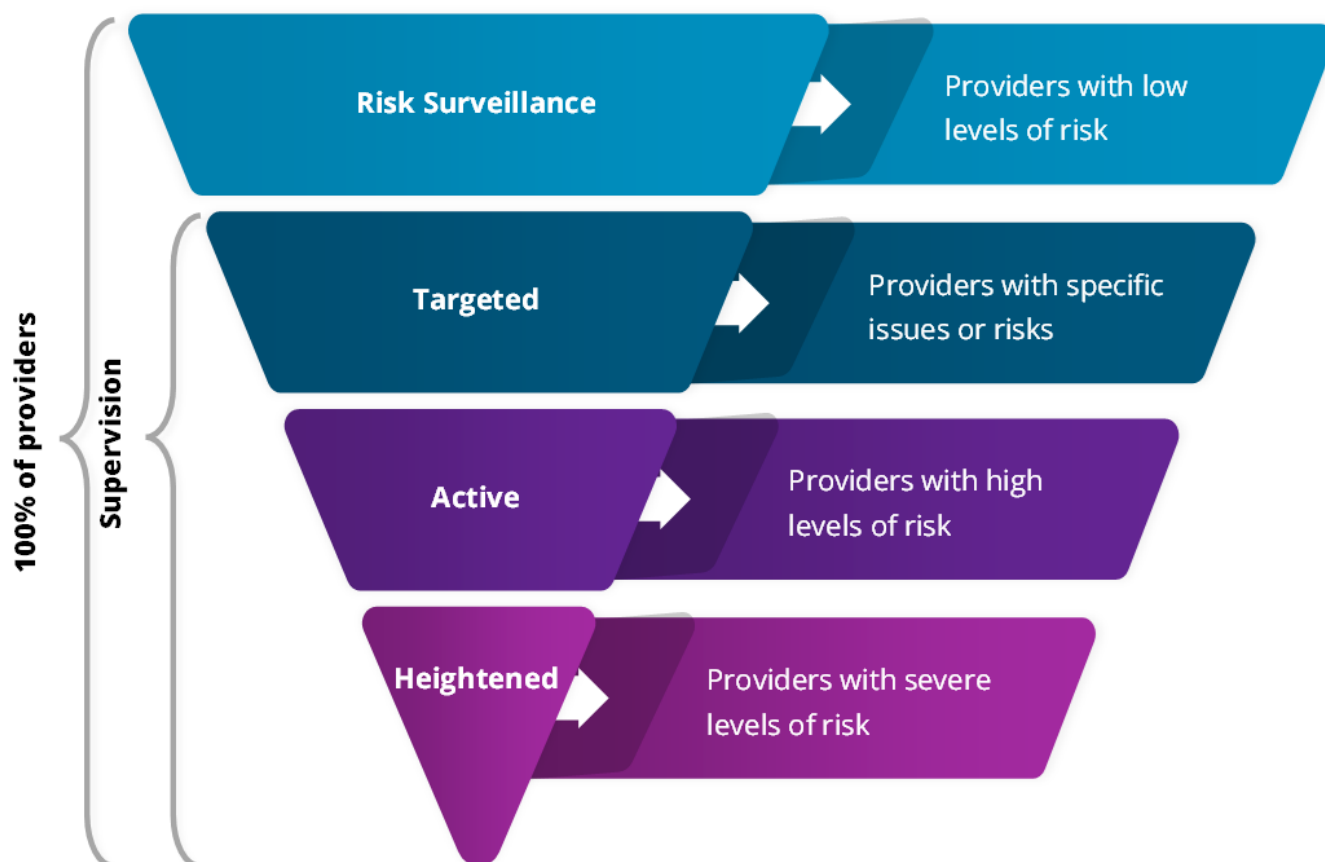 100% of providers
Supervision
Risk Surveillance
Providers with low
levels of risk
Targeted
Providers with specific
issues or risks
Active
Providers with high
levels of risk
Heightened
Providers with severe
levels of risk